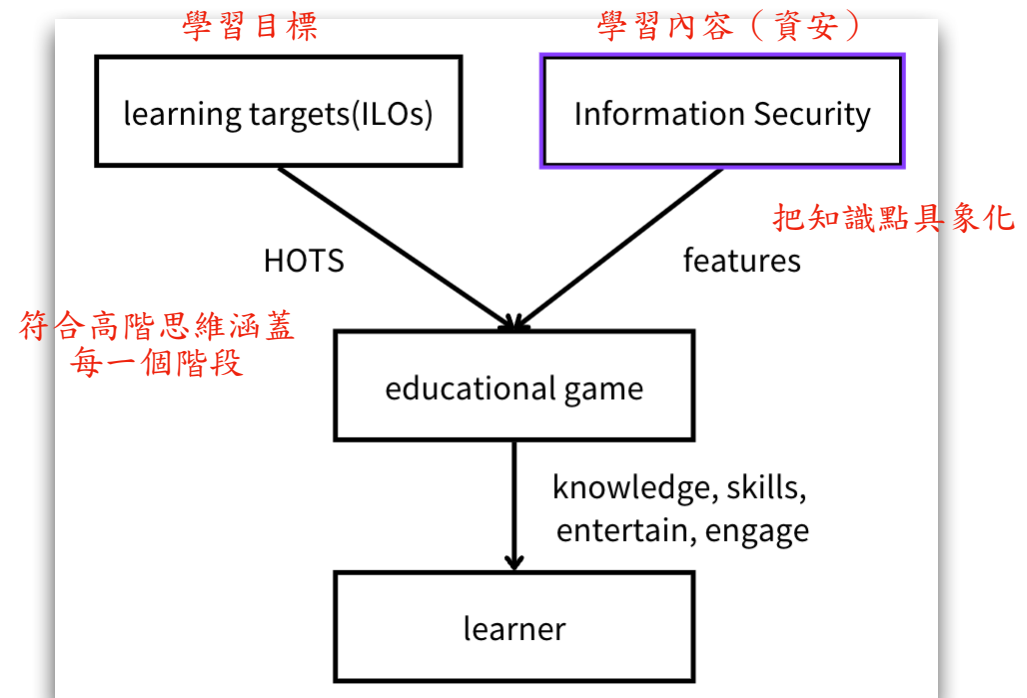 學習目標
學習內容（資安）
learning targets(ILOs)
Information Security
把知識點具象化
HOTS
features
符合高階思維涵蓋
每一個階段
educational game
knowledge, skills,
entertain, engage
learner